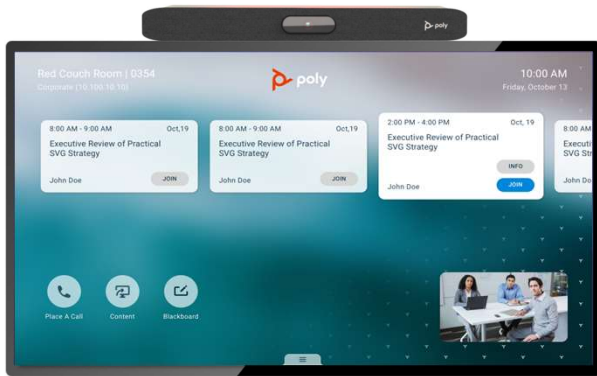 poly
Red Couch Room | 0354
Corporate (10.100.10.10)
poly
10:00 AM
Friday, October 13
8:00 AM - 9:00 AM
Oct,19
Executive Review of Practical
SVG Strategy
John Doe
JOIN
8:00 AM - 9:00 AM
Oct,19
Executive Review of Practical
SVG Strategy
John Doe
JOIN
2:00 PM - 4:00 PM
Oct, 19
Executive Review of Practical
SVG Strategy
INFO
John Doe
JOIN
8:00 AM
Executi
SVG Str
John Do
Place A Call
Content
Blackboard